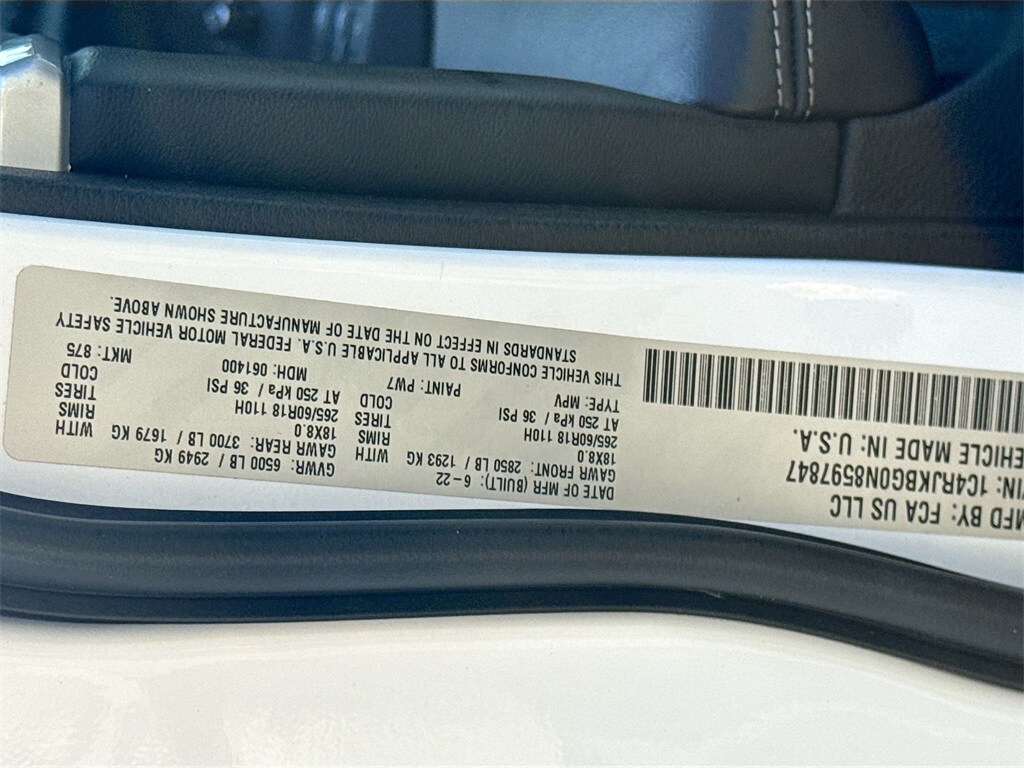 MFD BY: FCA US LLC
VIN: 1C4RJKBG0N8597847
VEHICLE MADE IN: U.S.A.
DATE OF MFR (BUILT): 6-22
GVWR: 6500 LB / 2949 KG
GAWR FRONT: 2850 LB / 1293 KG WITH
18X8.0 RIMS
265/60R18 110H TIRES
AT 250 kPa / 36 PSI COLD
GAWR REAR: 3700 LB / 1679 KG WITH
18X8.0 RIMS
265/60R18 110H TIRES
AT 250 kPa / 36 PSI COLD
TYPE: MPV PAINT: PW7 MDH: 061400 MKT: 875
THIS VEHICLE CONFORMS TO ALL APPLICABLE U.S.A. FEDERAL MOTOR VEHICLE SAFETY
STANDARDS IN EFFECT ON THE DATE OF MANUFACTURE SHOWN ABOVE.